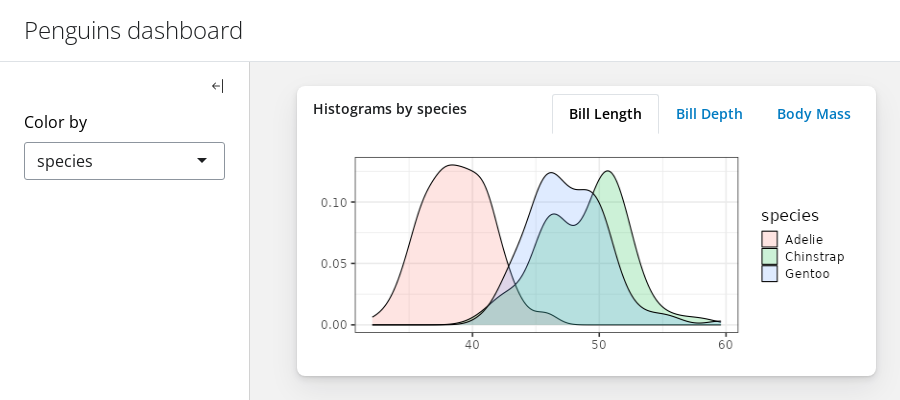 Penguins dashboard
Color by
species
Histograms by species
Bill Length
Bill Depth
Body Mass
0.10
0.05
0.00
40
50
60
species
Adelie
Chinstrap
Gentoo